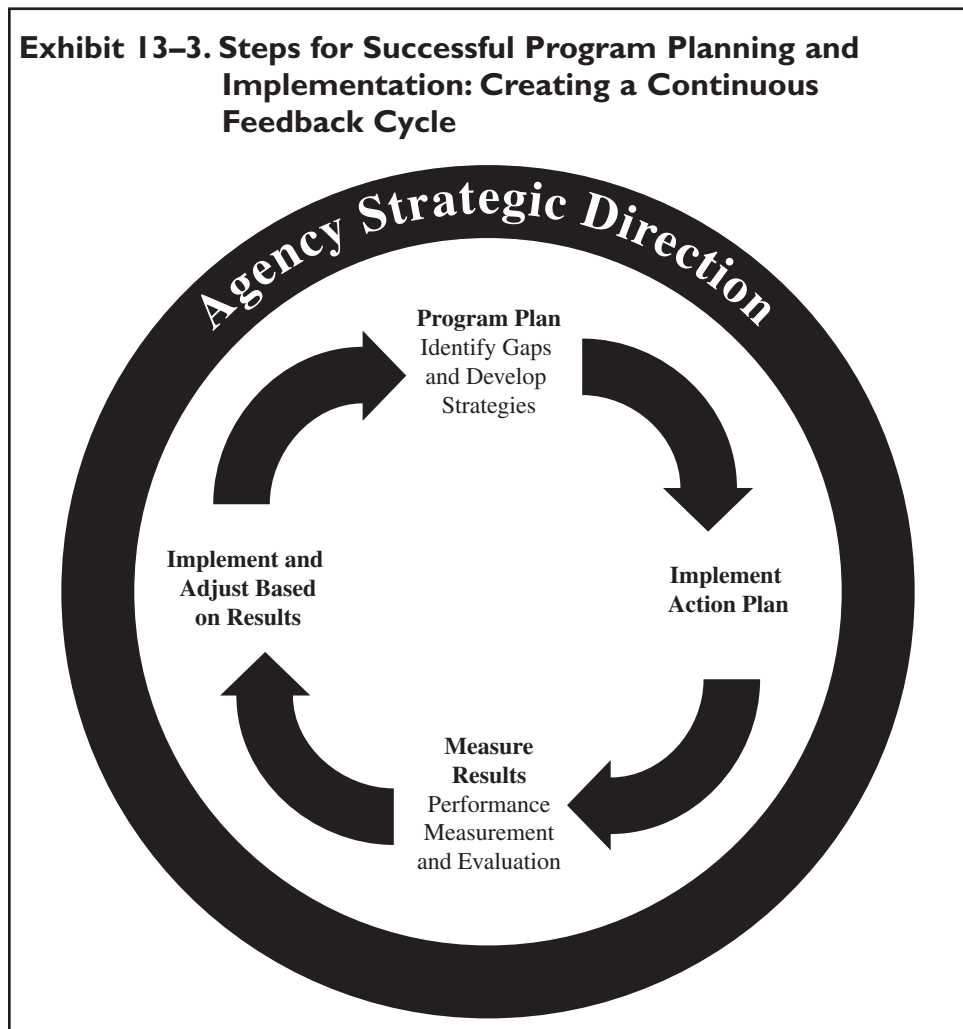 Exhibit 13–3. Steps for Successful Program Planning and
Implementation: Creating a Continuous
Feedback Cycle
Agency Strategic Direction
Program Plan
Identify Gaps
and Develop
Strategies
Implement
Action Plan
Measure
Results
Performance
Measurement
and Evaluation
Implement and
Adjust Based
on Results